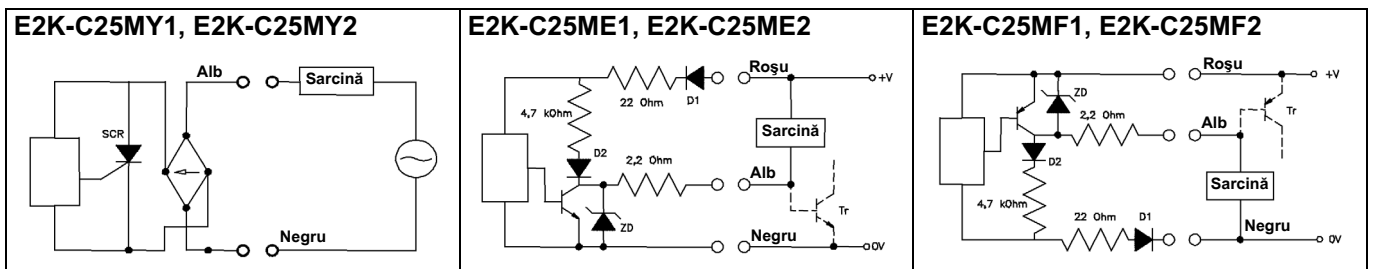 E2K-C25MY1, E2K-C25MY2
Alb
Sarcină
SCR
Negru
E2K-C25ME1, E2K-C25ME2
Roşu
+V
22 Ohm
D1
4,7 kOhm
Sarcină
D2
2,2 Ohm
Alb
Tr
ZD
Negru
0V
E2K-C25MF1, E2K-C25MF2
Roşu
+V
ZD
2,2 Ohm
Tr
Alb
D2
Sarcină
4,7 kOhm
22 Ohm
D1
Negru
0V